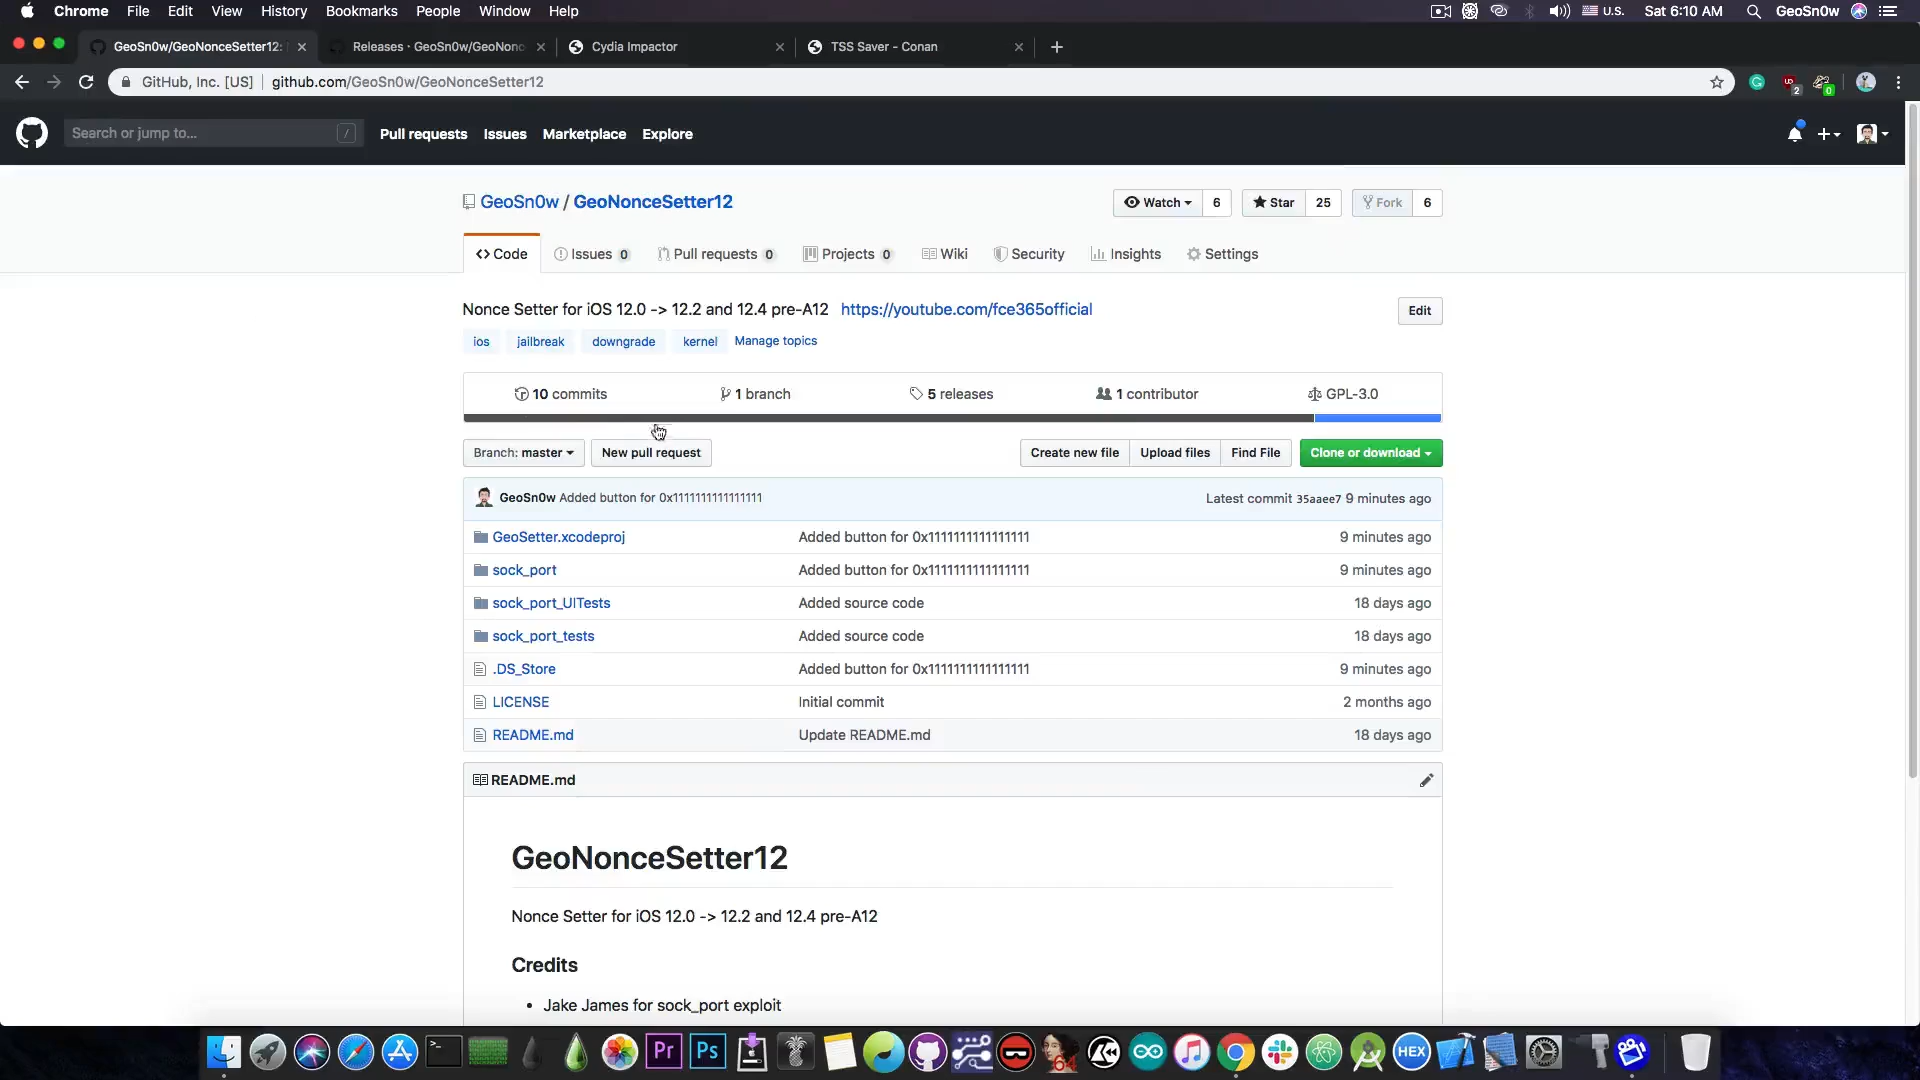 Chrome File Edit View History Bookmarks People Window Help
U.S. Sat 6:10 AM GeoSn0w
GeoSn0w/GeoNonceSetter12:
Releases · GeoSn0w/GeoNonc
Cydia Impactor
TSS Saver - Conan
GitHub, Inc. [US] | github.com/GeoSn0w/GeoNonceSetter12
2
0
Search or jump to... /
Pull requests Issues Marketplace Explore
GeoSn0w / GeoNonceSetter12
Watch 6 Star 25 Fork 6
Code Issues 0 Pull requests 0 Projects 0 Wiki Security Insights Settings
Nonce Setter for iOS 12.0 -> 12.2 and 12.4 pre-A12 https://youtube.com/fce365official Edit
ios jailbreak downgrade kernel Manage topics
10 commits 1 branch 5 releases 1 contributor GPL-3.0
Branch: master New pull request Create new file Upload files Find File Clone or download
GeoSn0w Added button for 0x1111111111111111 Latest commit 35aaee7 9 minutes ago
GeoSetter.xcodeproj Added button for 0x1111111111111111 9 minutes ago
sock_port Added button for 0x1111111111111111 9 minutes ago
sock_port_UITests Added source code 18 days ago
sock_port_tests Added source code 18 days ago
.DS_Store Added button for 0x1111111111111111 9 minutes ago
LICENSE Initial commit 2 months ago
README.md Update README.md 18 days ago
README.md
GeoNonceSetter12
Nonce Setter for iOS 12.0 -> 12.2 and 12.4 pre-A12
Credits
• Jake James for sock_port exploit
Pr Ps 64 HEX